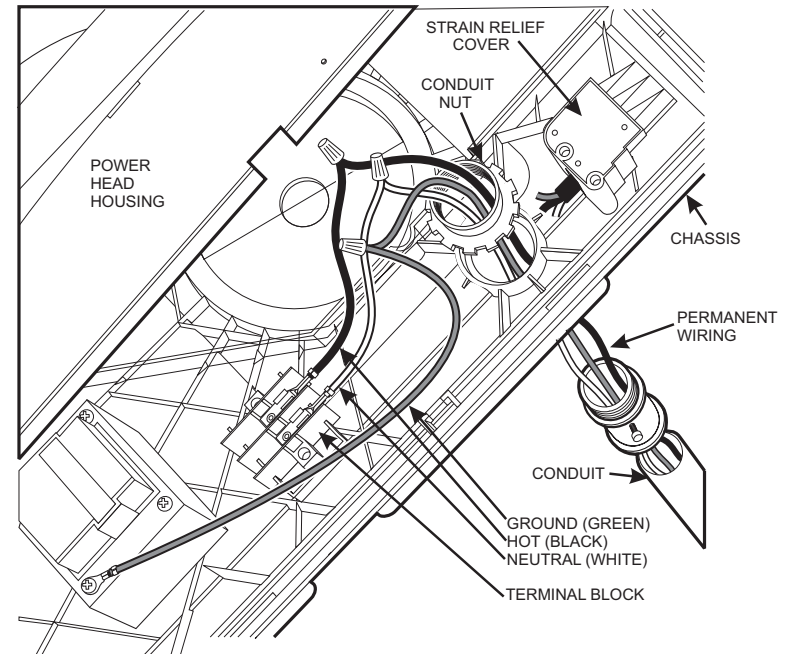 STRAIN RELIEF
COVER
CONDUIT
NUT
POWER
HEAD
HOUSING
CHASSIS
PERMANENT
WIRING
CONDUIT
GROUND (GREEN)
HOT (BLACK)
NEUTRAL (WHITE)
TERMINAL BLOCK